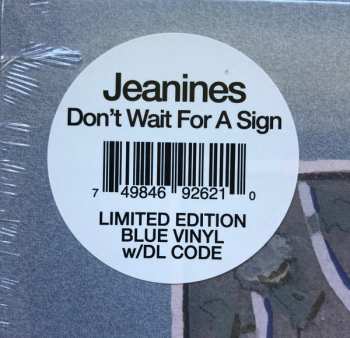 Jeanines
Don't Wait For A Sign
7 49846 92621 0
LIMITED EDITION
BLUE VINYL
w/DL CODE